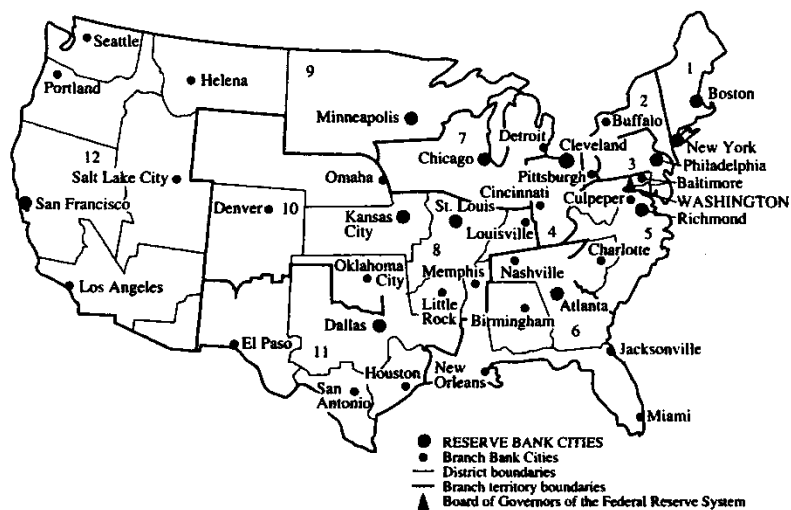 Seattle
Portland
Helena
9
Minneapolis
1
Boston
2
Buffalo
7
Detroit
Cleveland
New York
Chicago
Philadelphia
12
Salt Lake City
Omaha
Pittsburgh
3
Baltimore
Cincinnati
Culpeper
WASHINGTON
San Francisco
Denver
10
Kansas
City
St. Louis
Louisville
4
Richmond
5
8
Los Angeles
Oklahoma
City
Memphis
Nashville
Charlotte
Little
Rock
Atlanta
Dallas
Birmingham
6
El Paso
11
Jacksonville
Houston
New
Orleans
San
Antonio
Miami
RESERVE BANK CITIES
Branch Bank Cities
District boundaries
Branch territory boundaries
Board of Governors of the Federal Reserve System